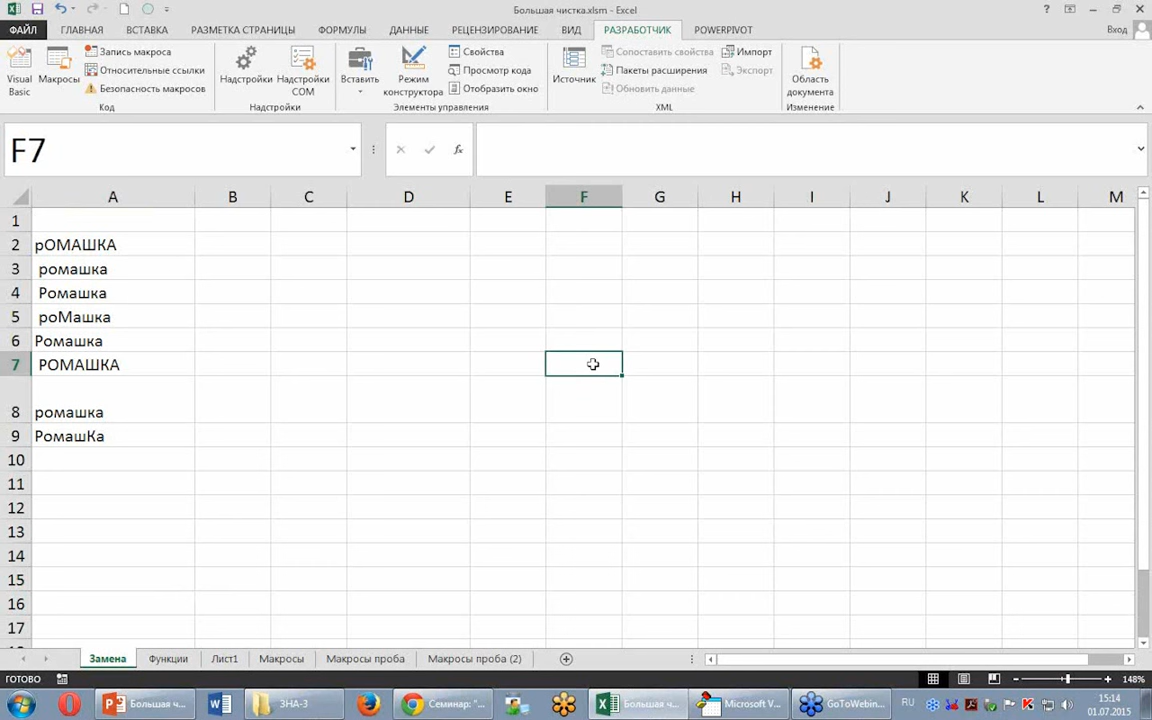 Большая чистка.xlsm - Excel
ФАЙЛ ГЛАВНАЯ ВСТАВКА РАЗМЕТКА СТРАНИЦЫ ФОРМУЛЫ ДАННЫЕ РЕЦЕНЗИРОВАНИЕ ВИД РАЗРАБОТЧИК POWERPIVOT Вход
Visual Basic
Макросы
Запись макроса
Относительные ссылки
Безопасность макросов
Код
Надстройки
Надстройки COM
Надстройки
Вставить
Режим конструктора
Свойства
Просмотр кода
Отобразить окно
Элементы управления
Источник
Сопоставить свойства
Пакеты расширения
Обновить данные
Импорт
Экспорт
XML
Область документа
Изменение
F7
fx
A B C D E F G H I J K L M
1
2 рОМАШКА
3 ромашка
4 Ромашка
5 роМашка
6 Ромашка
7 РОМАШКА
8 ромашка
9 РомашКа
10
11
12
13
14
15
16
17
Замена Функции Лист1 Макросы Макросы проба Макросы проба (2)
ГОТОВО 148%
Большая ч... ЗНА-3 Семинар: "... Большая ч... Microsoft V... GoToWebin... RU 15:14
01.07.2015